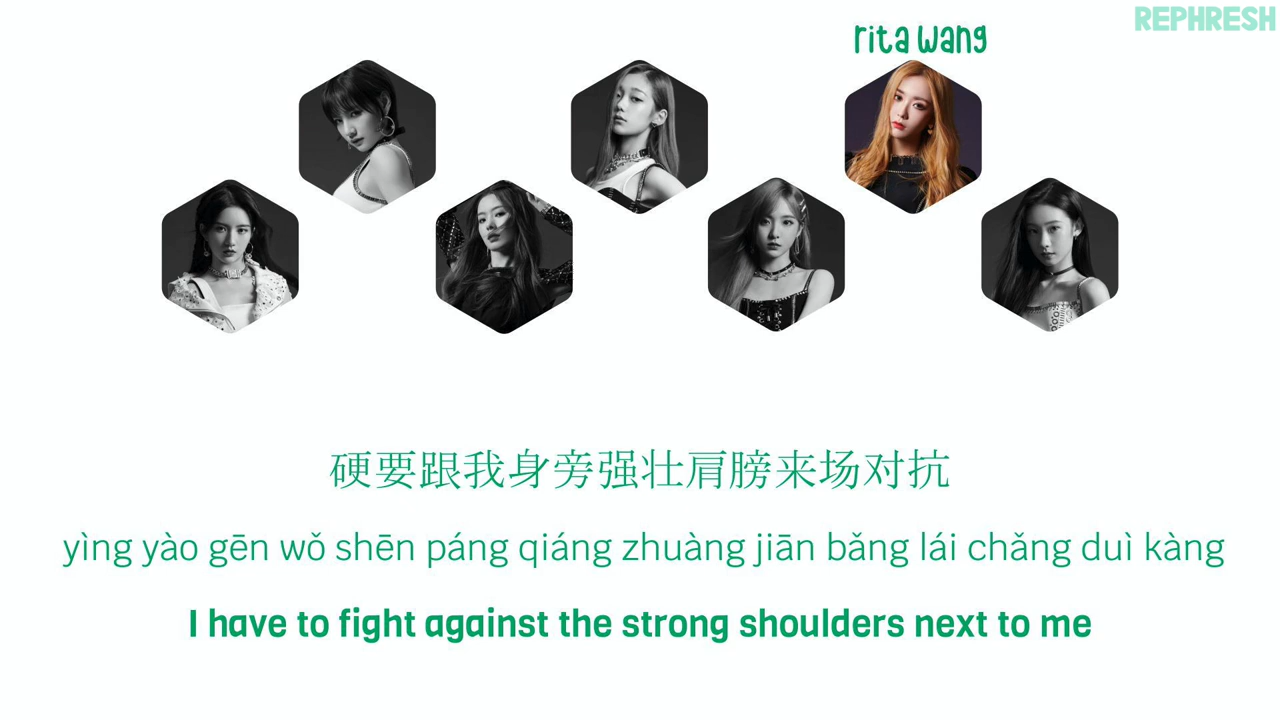 REPHRESH
rita wang
硬要跟我身旁强壮肩膀来场对抗
yìng yào gēn wǒ shēn páng qiáng zhuàng jiān bǎng lái chǎng duì kàng
I have to fight against the strong shoulders next to me